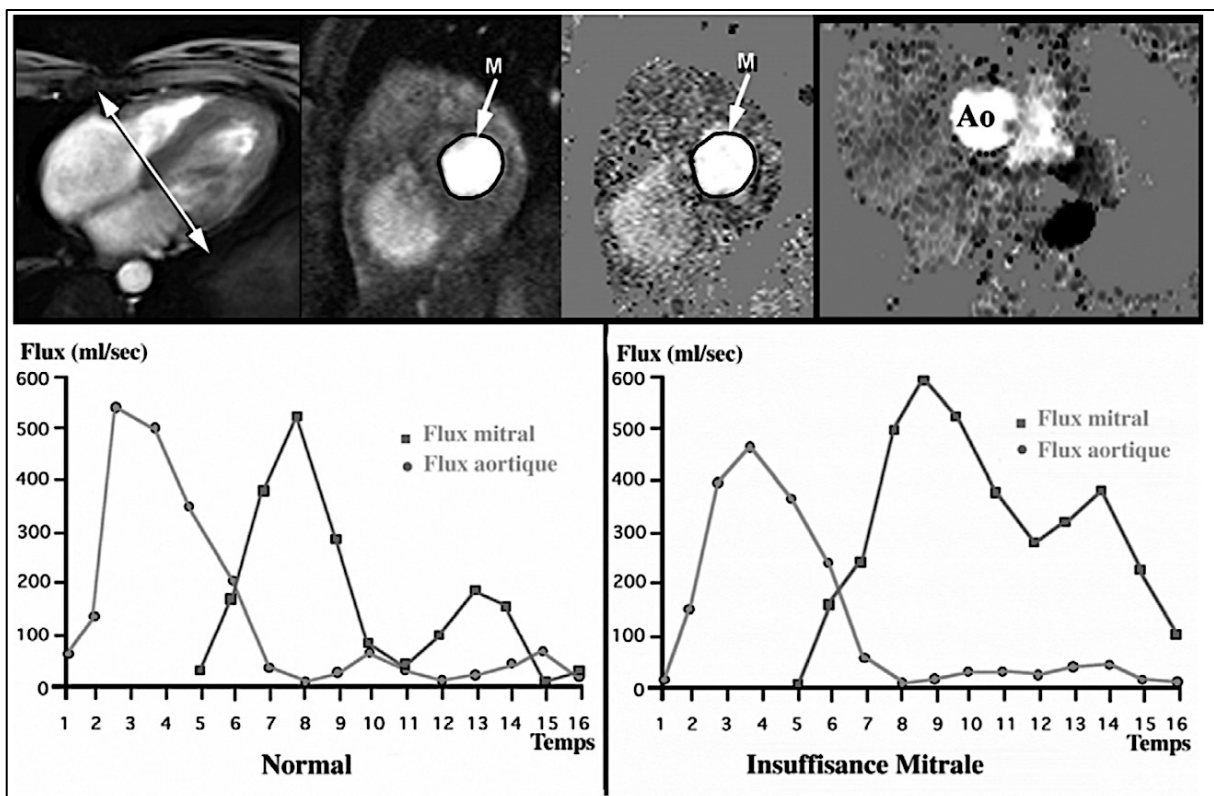 M
M
Ao
Flux (ml/sec)
600
500
400
300
200
100
0
Flux mitral
Flux aortique
1 2 3 4 5 6 7 8 9 10 11 12 13 14 15 16
Temps
Normal
Flux (ml/sec)
600
500
400
300
200
100
0
Flux mitral
Flux aortique
1 2 3 4 5 6 7 8 9 10 11 12 13 14 15 16
Temps
Insuffisance Mitrale